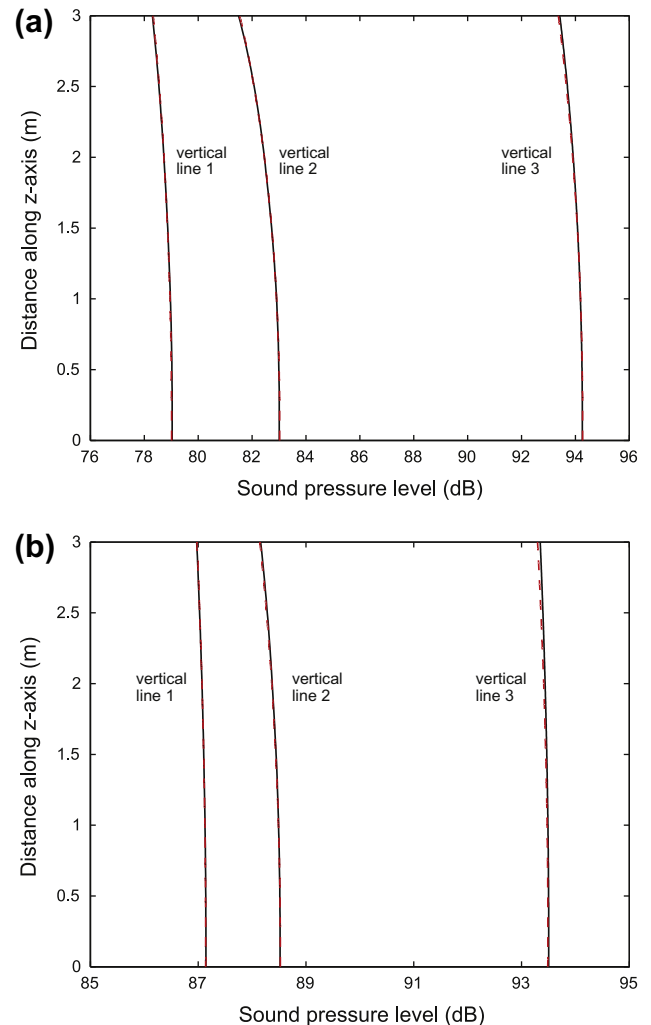 (a)
3
2.5
2
1.5
1
0.5
0
Distance along z-axis (m)
vertical
line 1
vertical
line 2
vertical
line 3
76 78 80 82 84 86 88 90 92 94 96
Sound pressure level (dB)
(b)
3
2.5
2
1.5
1
0.5
0
Distance along z-axis (m)
vertical
line 1
vertical
line 2
vertical
line 3
85 87 89 91 93 95
Sound pressure level (dB)